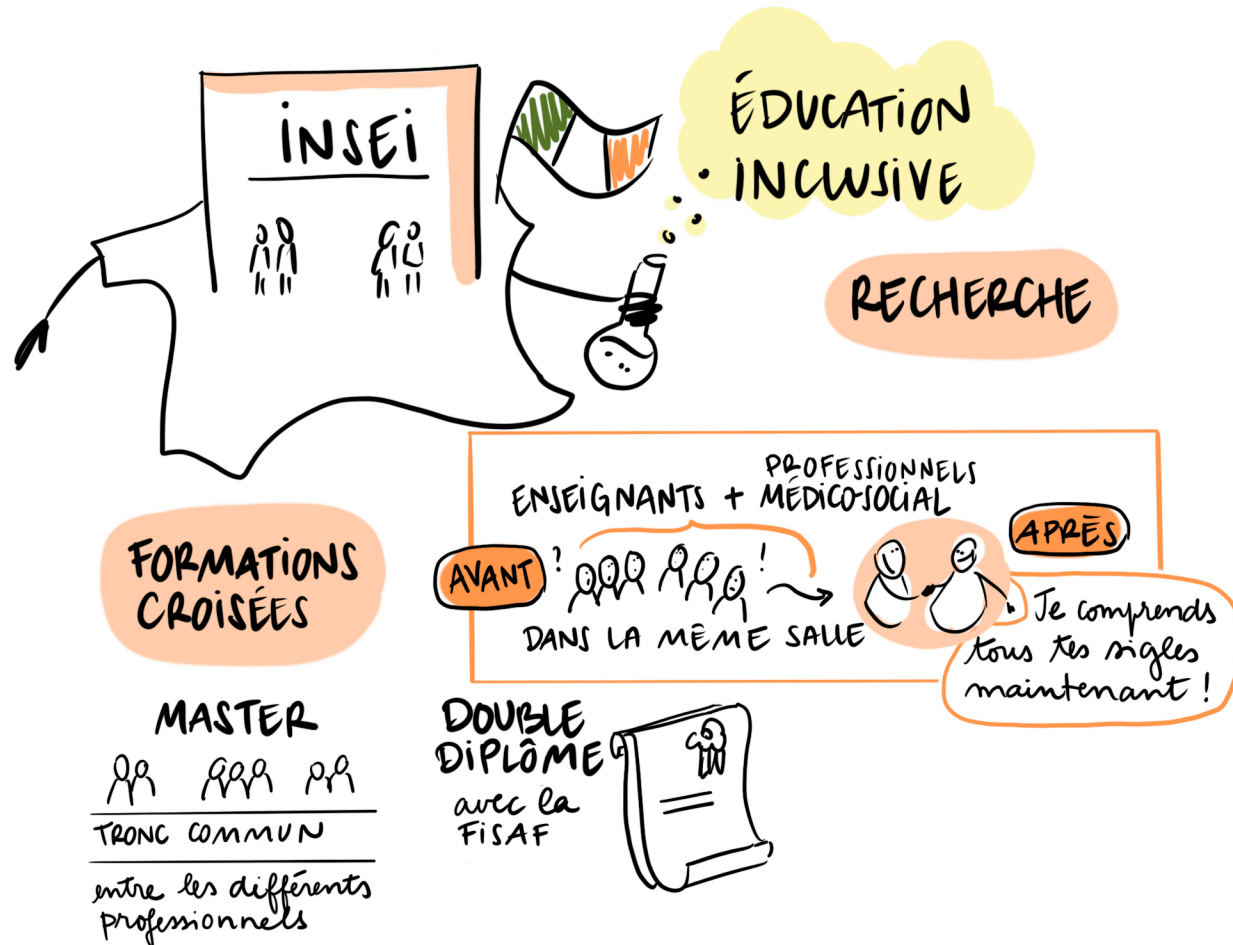 iNSEi
ÉDUCATiON
iNCLUSiVE
RECHERCHE
FORMATiONS
CROiSÉES
PROFESSiONNELS
ENSEiGNANTS + MÉDiCO-SOCIAL
AVANT
?
!
APRÈS
DANS LA MÊME SALLE
Je comprends
tous tes sigles
maintenant !
MASTER
TRONC COMMUN
entre les différents
professionnels
DOUBLE
DiPLÔME
avec la
FiSAF